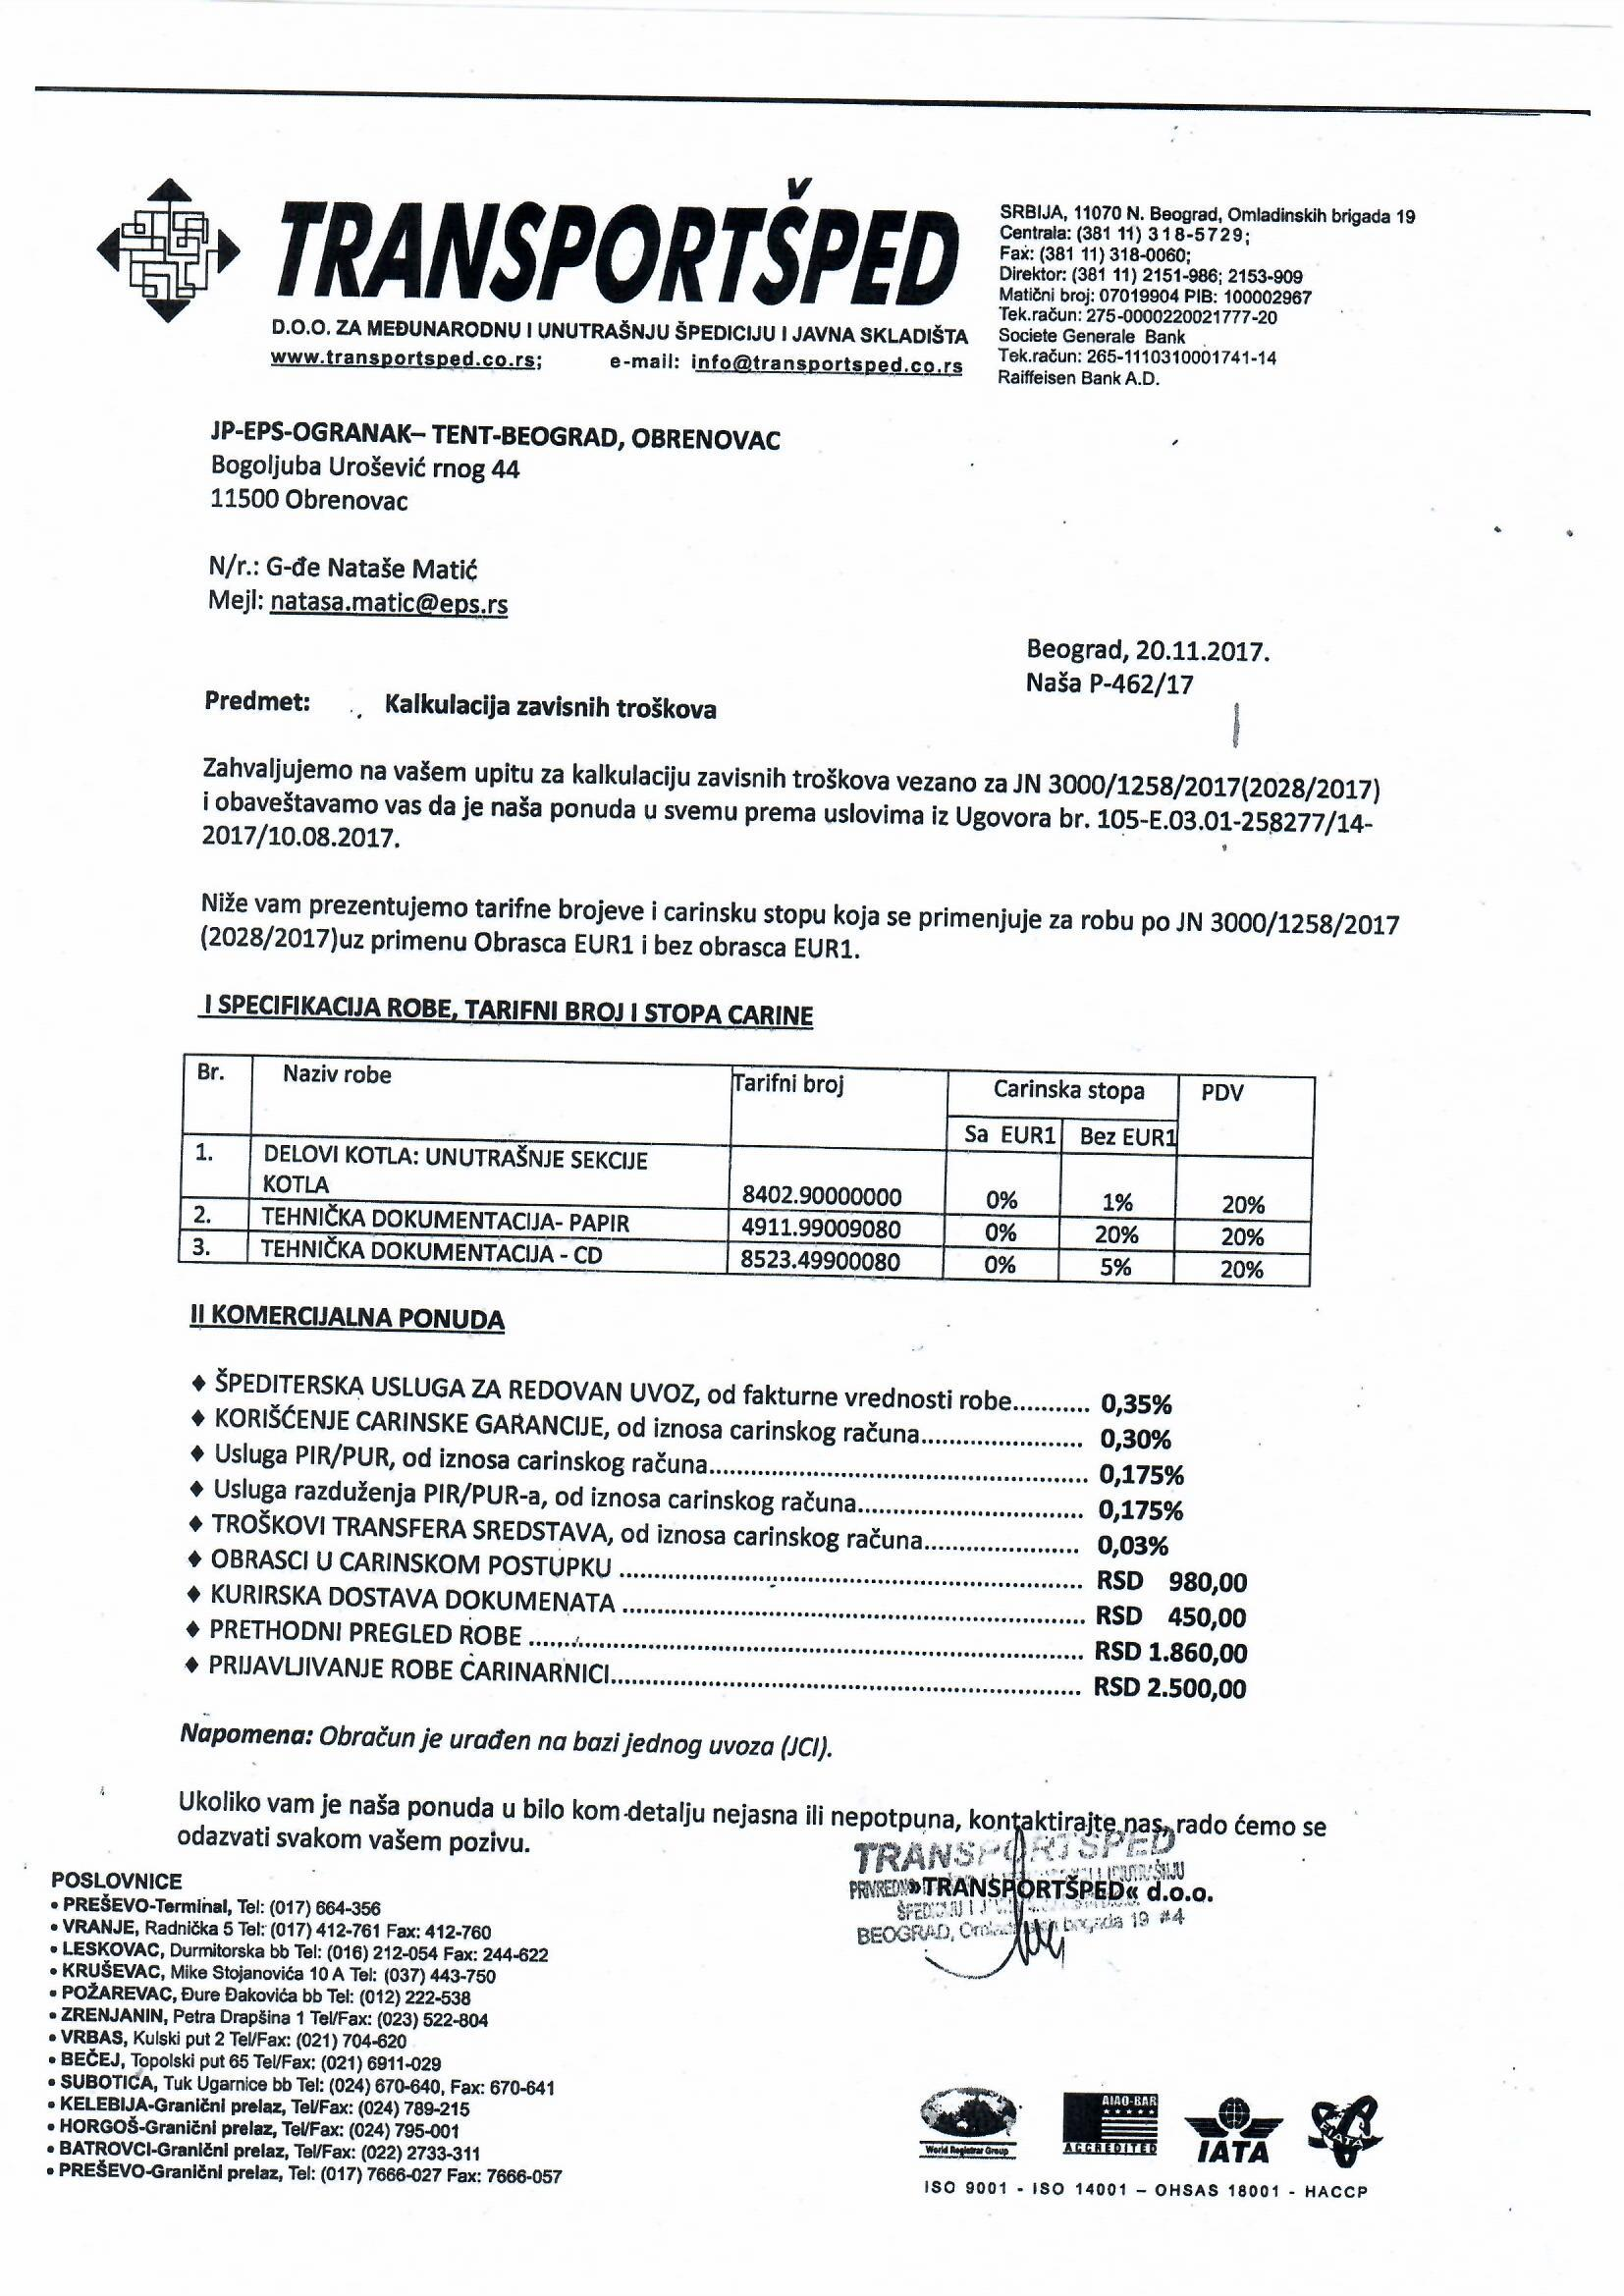 TRANSPORTŠPED
D.O.O. ZA MEĐUNARODNU I UNUTRAŠNJU ŠPEDICIJU I JAVNA SKLADIŠTA
www.transportsped.co.rs; e-mail: info@transportsped.co.rs
SRBIJA, 11070 N. Beograd, Omladinskih brigada 19
Centrala: (381 11) 318-5729;
Fax: (381 11) 318-0060;
Direktor: (381 11) 2151-986; 2153-909
Matični broj: 07019904 PIB: 100002967
Tek.račun: 275-0000220021777-20
Societe Generale Bank
Tek.račun: 265-1110310001741-14
Raiffeisen Bank A.D.
JP-EPS-OGRANAK– TENT-BEOGRAD, OBRENOVAC
Bogoljuba Urošević rnog 44
11500 Obrenovac
N/r.: G-đe Nataše Matić
Mejl: natasa.matic@eps.rs
Beograd, 20.11.2017.
Naša P-462/17
Predmet: Kalkulacija zavisnih troškova
Zahvaljujemo na vašem upitu za kalkulaciju zavisnih troškova vezano za JN 3000/1258/2017(2028/2017)
i obaveštavamo vas da je naša ponuda u svemu prema uslovima iz Ugovora br. 105-E.03.01-258277/14-
2017/10.08.2017.
Niže vam prezentujemo tarifne brojeve i carinsku stopu koja se primenjuje za robu po JN 3000/1258/2017
(2028/2017)uz primenu Obrasca EUR1 i bez obrasca EUR1.
I SPECIFIKACIJA ROBE, TARIFNI BROJ I STOPA CARINE
Br. Naziv robe Tarifni broj Carinska stopa PDV
Sa EUR1 Bez EUR1
1. DELOVI KOTLA: UNUTRAŠNJE SEKCIJE
KOTLA 8402.90000000 0% 1% 20%
2. TEHNIČKA DOKUMENTACIJA- PAPIR 4911.99009080 0% 20% 20%
3. TEHNIČKA DOKUMENTACIJA - CD 8523.49900080 0% 5% 20%
II KOMERCIJALNA PONUDA
♦ ŠPEDITERSKA USLUGA ZA REDOVAN UVOZ, od fakturne vrednosti robe........... 0,35%
♦ KORIŠĆENJE CARINSKE GARANCIJE, od iznosa carinskog računa........................ 0,30%
♦ Usluga PIR/PUR, od iznosa carinskog računa........................................................ 0,175%
♦ Usluga razduženja PIR/PUR-a, od iznosa carinskog računa................................. 0,175%
♦ TROŠKOVI TRANSFERA SREDSTAVA, od iznosa carinskog računa....................... 0,03%
♦ OBRASCI U CARINSKOM POSTUPKU .................................................................... RSD 980,00
♦ KURIRSKA DOSTAVA DOKUMENATA .................................................................... RSD 450,00
♦ PRETHODNI PREGLED ROBE .................................................................................. RSD 1.860,00
♦ PRIJAVLJIVANJE ROBE CARINARNICI...................................................................... RSD 2.500,00
Napomena: Obračun je urađen na bazi jednog uvoza (JCI).
Ukoliko vam je naša ponuda u bilo kom detalju nejasna ili nepotpuna, kontaktirajte nas, rado ćemo se
odazvati svakom vašem pozivu.
TRANSPORTŠPED
»TRANSPORTŠPED« d.o.o.
BEOGRAD, brigada 19 #4
POSLOVNICE
• PREŠEVO-Terminal, Tel: (017) 664-356
• VRANJE, Radnička 5 Tel: (017) 412-761 Fax: 412-760
• LESKOVAC, Durmitorska bb Tel: (016) 212-054 Fax: 244-622
• KRUŠEVAC, Mike Stojanovića 10 A Tel: (037) 443-750
• POŽAREVAC, Đure Đakovića bb Tel: (012) 222-538
• ZRENJANIN, Petra Drapšina 1 Tel/Fax: (023) 522-804
• VRBAS, Kulski put 2 Tel/Fax: (021) 704-620
• BEČEJ, Topolski put 65 Tel/Fax: (021) 6911-029
• SUBOTICA, Tuk Ugarnice bb Tel: (024) 670-640, Fax: 670-641
• KELEBIJA-Granični prelaz, Tel/Fax: (024) 789-215
• HORGOŠ-Granični prelaz, Tel/Fax: (024) 795-001
• BATROVCI-Granični prelaz, Tel/Fax: (022) 2733-311
• PREŠEVO-Granični prelaz, Tel: (017) 7666-027 Fax: 7666-057
World Registrar Group
AIAO-BAR
ACCREDITED
IATA
FIATA
ISO 9001 - ISO 14001 – OHSAS 18001 - HACCP